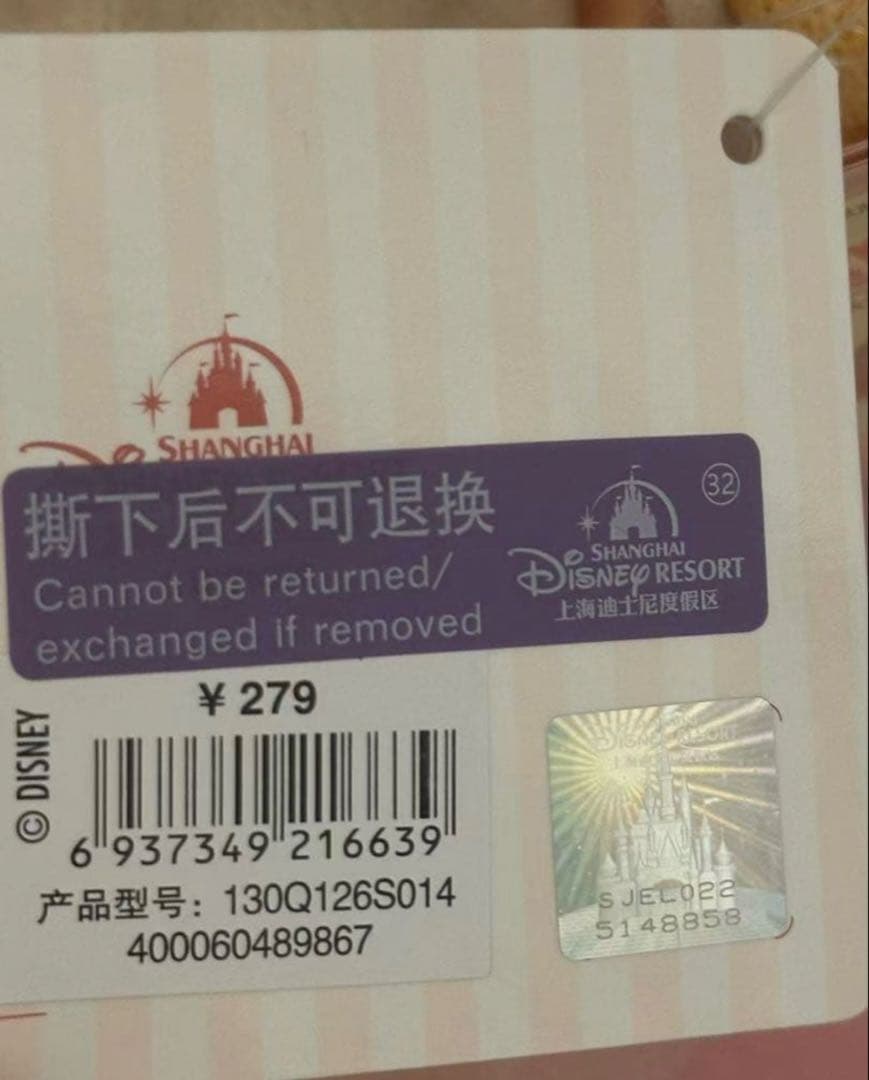 SHANGHAI
撕下后不可退换
Cannot be returned/
exchanged if removed
32
SHANGHAI
Disney RESORT
上海迪士尼度假区
¥ 279
© DISNEY
6 937349 216639
产品型号：130Q126S014
400060489867
SJEL022
5148858